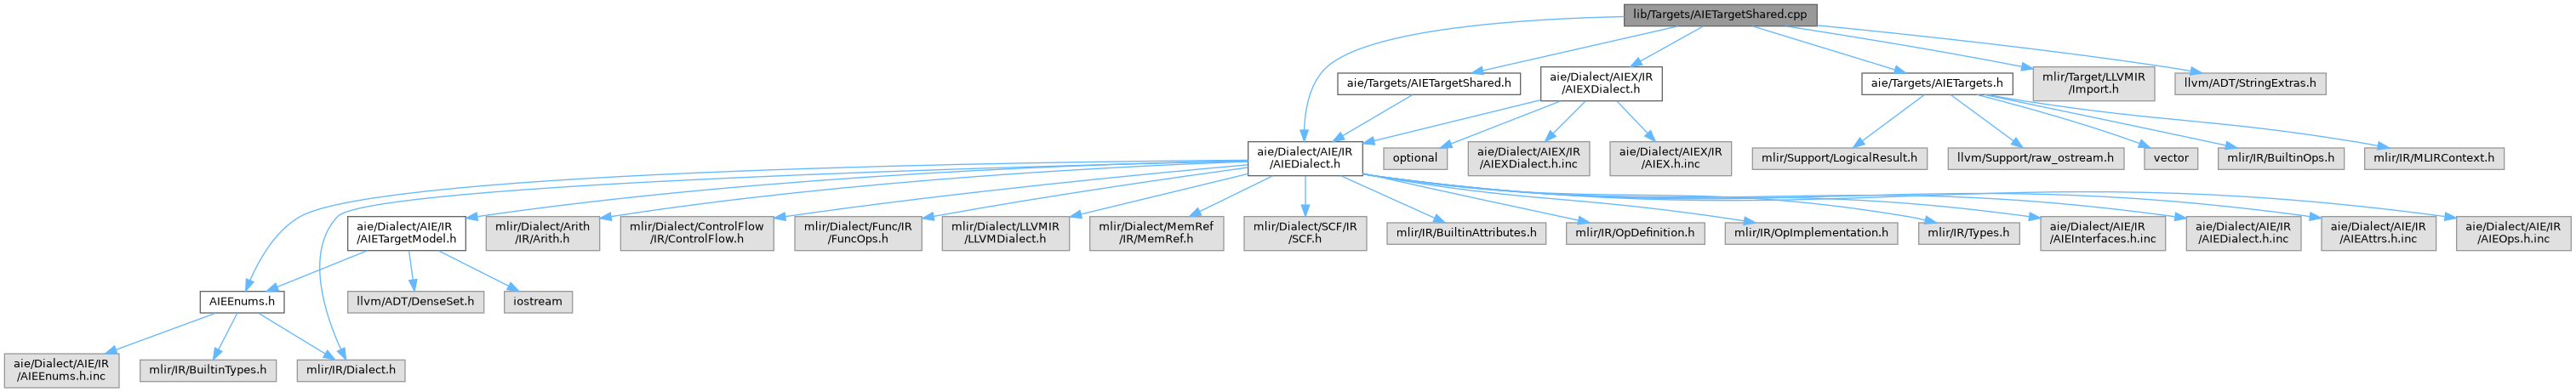 lib/Targets/AIETargetShared.cpp
aie/Targets/AIETargetShared.h
aie/Dialect/AIEX/IR
/AIEXDialect.h
aie/Targets/AIETargets.h
mlir/Target/LLVMIR
/Import.h
llvm/ADT/StringExtras.h
aie/Dialect/AIE/IR
/AIEDialect.h
optional
aie/Dialect/AIEX/IR
/AIEXDialect.h.inc
aie/Dialect/AIEX/IR
/AIEX.h.inc
mlir/Support/LogicalResult.h
llvm/Support/raw_ostream.h
vector
mlir/IR/BuiltinOps.h
mlir/IR/MLIRContext.h
aie/Dialect/AIE/IR
/AIETargetModel.h
mlir/Dialect/Arith
/IR/Arith.h
mlir/Dialect/ControlFlow
/IR/ControlFlow.h
mlir/Dialect/Func/IR
/FuncOps.h
mlir/Dialect/LLVMIR
/LLVMDialect.h
mlir/Dialect/MemRef
/IR/MemRef.h
mlir/Dialect/SCF/IR
/SCF.h
mlir/IR/BuiltinAttributes.h
mlir/IR/OpDefinition.h
mlir/IR/OpImplementation.h
mlir/IR/Types.h
aie/Dialect/AIE/IR
/AIEInterfaces.h.inc
aie/Dialect/AIE/IR
/AIEDialect.h.inc
aie/Dialect/AIE/IR
/AIEAttrs.h.inc
aie/Dialect/AIE/IR
/AIEOps.h.inc
AIEEnums.h
llvm/ADT/DenseSet.h
iostream
aie/Dialect/AIE/IR
/AIEEnums.h.inc
mlir/IR/BuiltinTypes.h
mlir/IR/Dialect.h